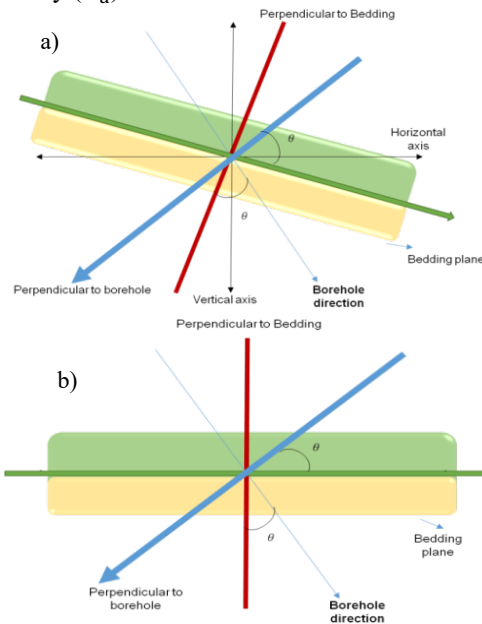 Perpendicular to Bedding
a)
θ
Horizontal
axis
θ
Bedding plane
Perpendicular to borehole
Vertical axis
Borehole
direction
Perpendicular to Bedding
b)
θ
θ
Bedding
plane
Perpendicular to
borehole
Borehole
direction